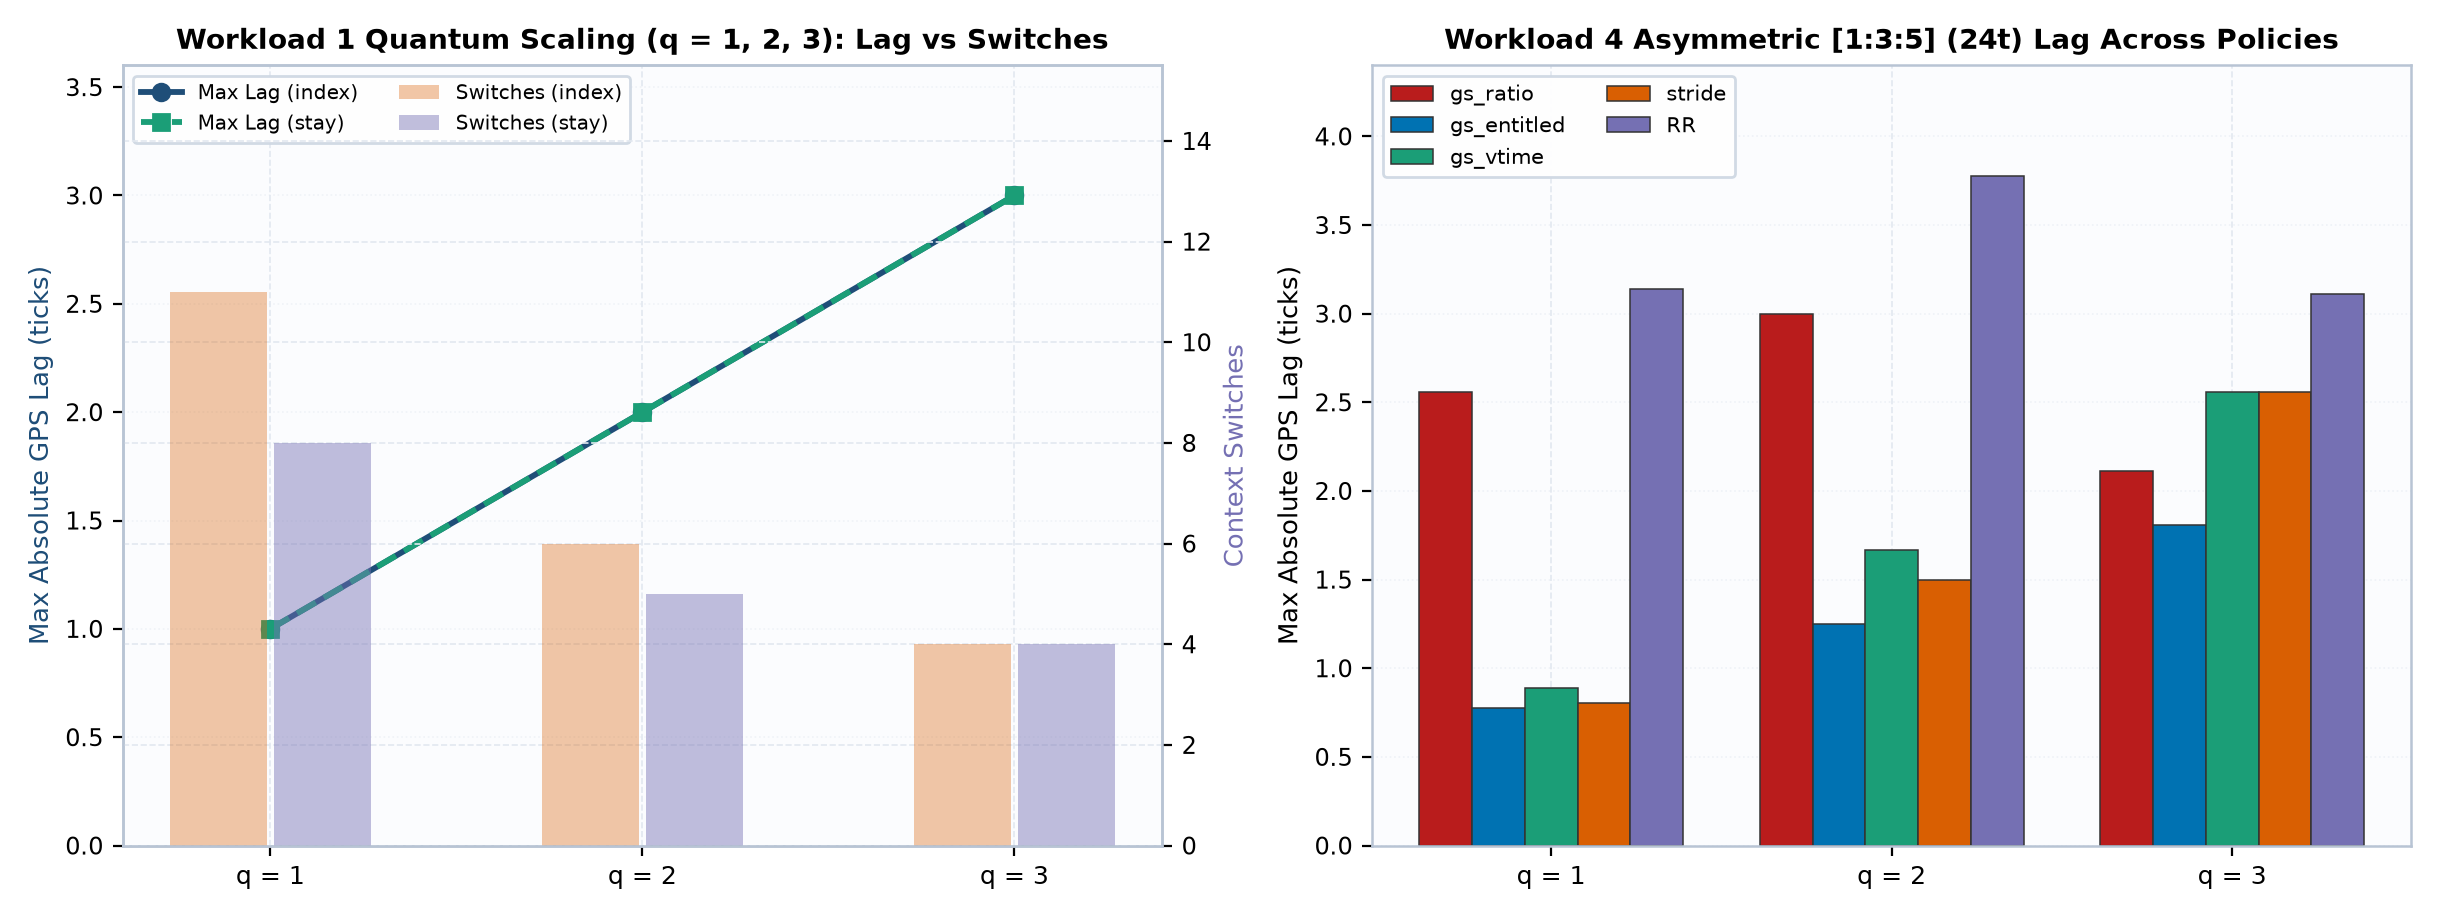 Workload 1 Quantum Scaling (q = 1, 2, 3): Lag vs Switches
Max Lag (index)
Max Lag (stay)
Switches (index)
Switches (stay)
Max Absolute GPS Lag (ticks)
3.5
3.0
2.5
2.0
1.5
1.0
0.5
0.0
14
12
10
8
6
4
2
0
Context Switches
q = 1
q = 2
q = 3
Workload 4 Asymmetric [1:3:5] (24t) Lag Across Policies
gs_ratio
gs_entitled
gs_vtime
stride
RR
Max Absolute GPS Lag (ticks)
4.0
3.5
3.0
2.5
2.0
1.5
1.0
0.5
0.0
q = 1
q = 2
q = 3